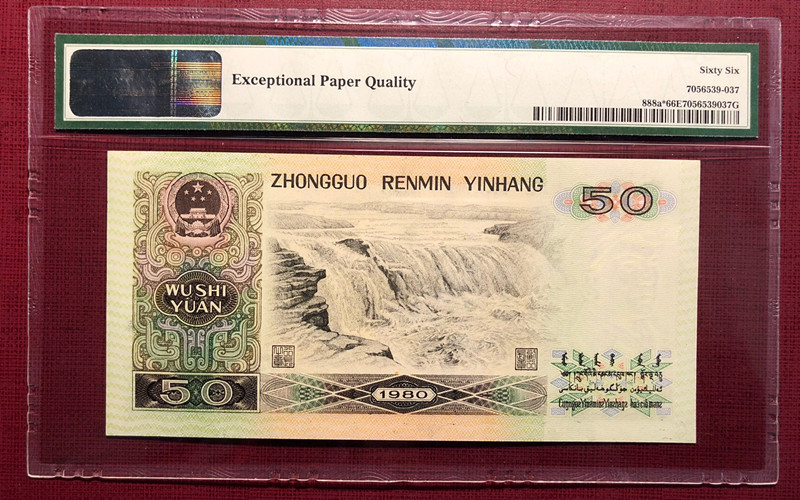 Exceptional Paper Quality
Sixty Six
7056539-037
888a*66E7056539037G
ZHONGGUO RENMIN YINHANG
50
WU SHI
YUAN
50
1980